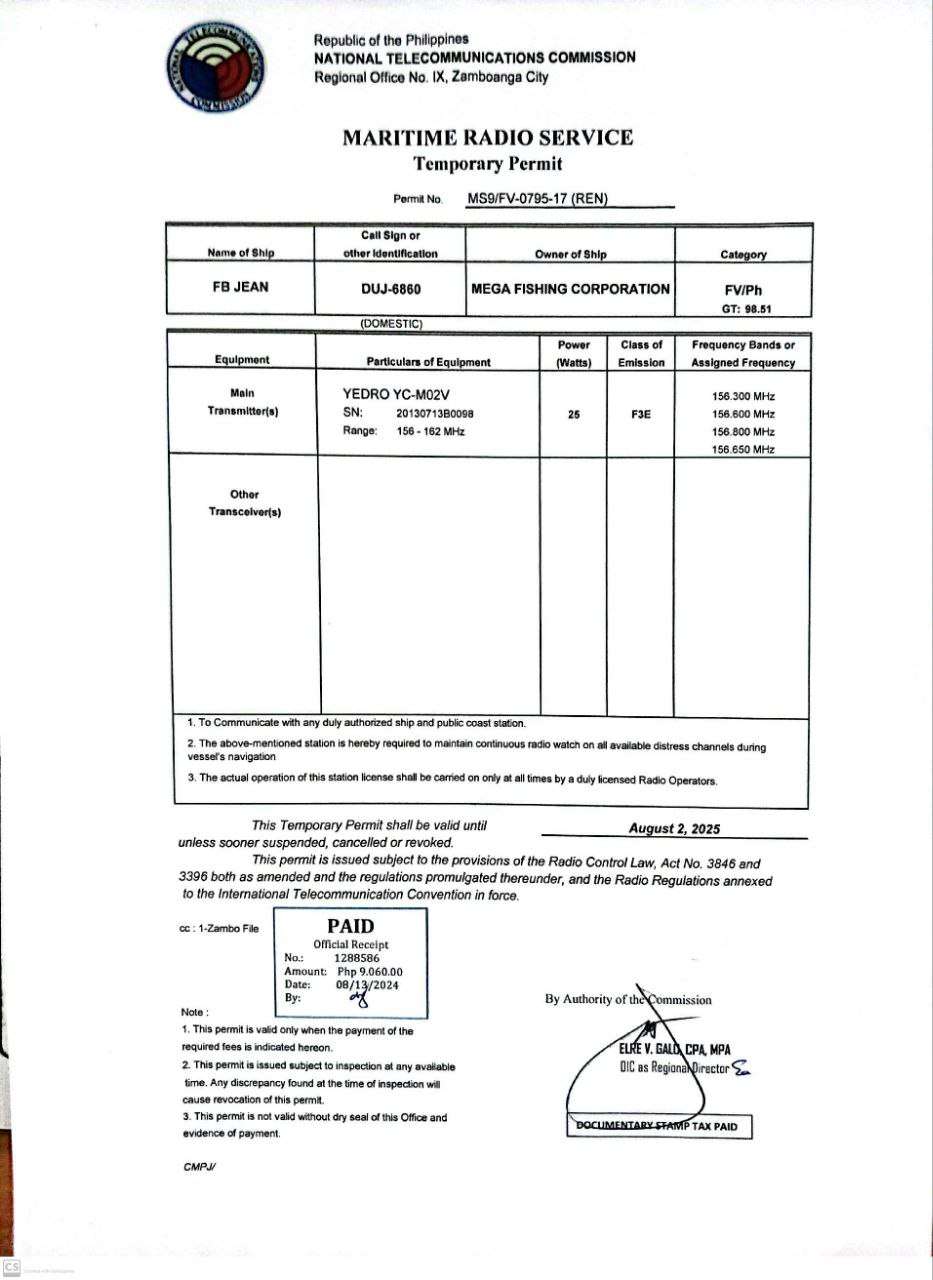 NATIONAL TELECOMMUNICATIONS COMMISSION
Republic of the Philippines
NATIONAL TELECOMMUNICATIONS COMMISSION
Regional Office No. IX, Zamboanga City
MARITIME RADIO SERVICE
Temporary Permit
Permit No. MS9/FV-0795-17 (REN)
Name of Ship Call Sign or other Identification Owner of Ship Category
FB JEAN DUJ-6860 MEGA FISHING CORPORATION FV/Ph
GT: 98.51
(DOMESTIC)
Equipment Particulars of Equipment Power (Watts) Class of Emission Frequency Bands or Assigned Frequency
Main Transmitter(s)
YEDRO YC-M02V
SN: 20130713B0098
Range: 156 - 162 MHz
25
F3E
156.300 MHz
156.600 MHz
156.800 MHz
156.650 MHz
Other
Transceiver(s)
1. To Communicate with any duly authorized ship and public coast station.
2. The above-mentioned station is hereby required to maintain continuous radio watch on all available distress channels during
vessel's navigation
3. The actual operation of this station license shall be carried on only at all times by a duly licensed Radio Operators.
This Temporary Permit shall be valid until August 2, 2025
unless sooner suspended, cancelled or revoked.
This permit is issued subject to the provisions of the Radio Control Law, Act No. 3846 and
3396 both as amended and the regulations promulgated thereunder, and the Radio Regulations annexed
to the International Telecommunication Convention in force.
cc : 1-Zambo File
PAID
Official Receipt
No.: 1288586
Amount: Php 9.060.00
Date: 08/13/2024
By:
Note :
1. This permit is valid only when the payment of the
required fees is indicated hereon.
2. This permit is issued subject to inspection at any available
time. Any discrepancy found at the time of inspection will
cause revocation of this permit.
3. This permit is not valid without dry seal of this Office and
evidence of payment.
CMPJ/
By Authority of the Commission
ELRE V. GALO, CPA, MPA
OIC as Regional Director
DOCUMENTARY STAMP TAX PAID
CS